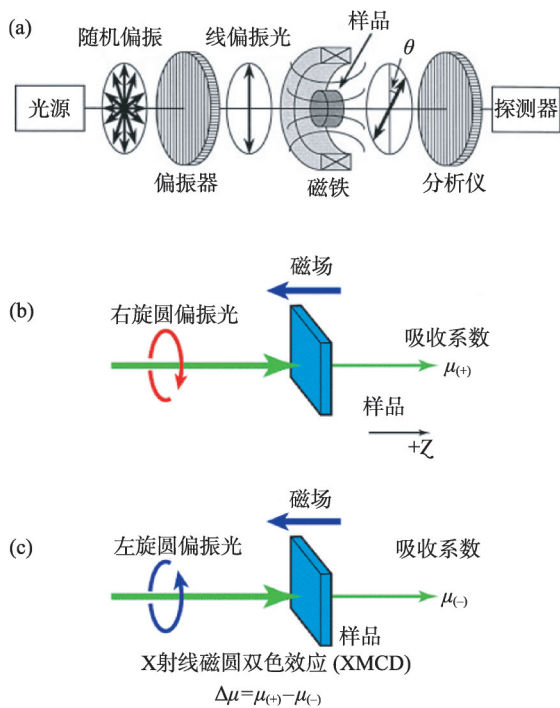 (a)
随机偏振
线偏振光
样品
θ
光源
探测器
偏振器
磁铁
分析仪
(b)
磁场
右旋圆偏振光
吸收系数
μ(+)
样品
+Z
(c)
磁场
左旋圆偏振光
吸收系数
μ(−)
样品
X射线磁圆双色效应 (XMCD)
Δμ=μ(+)−μ(−)